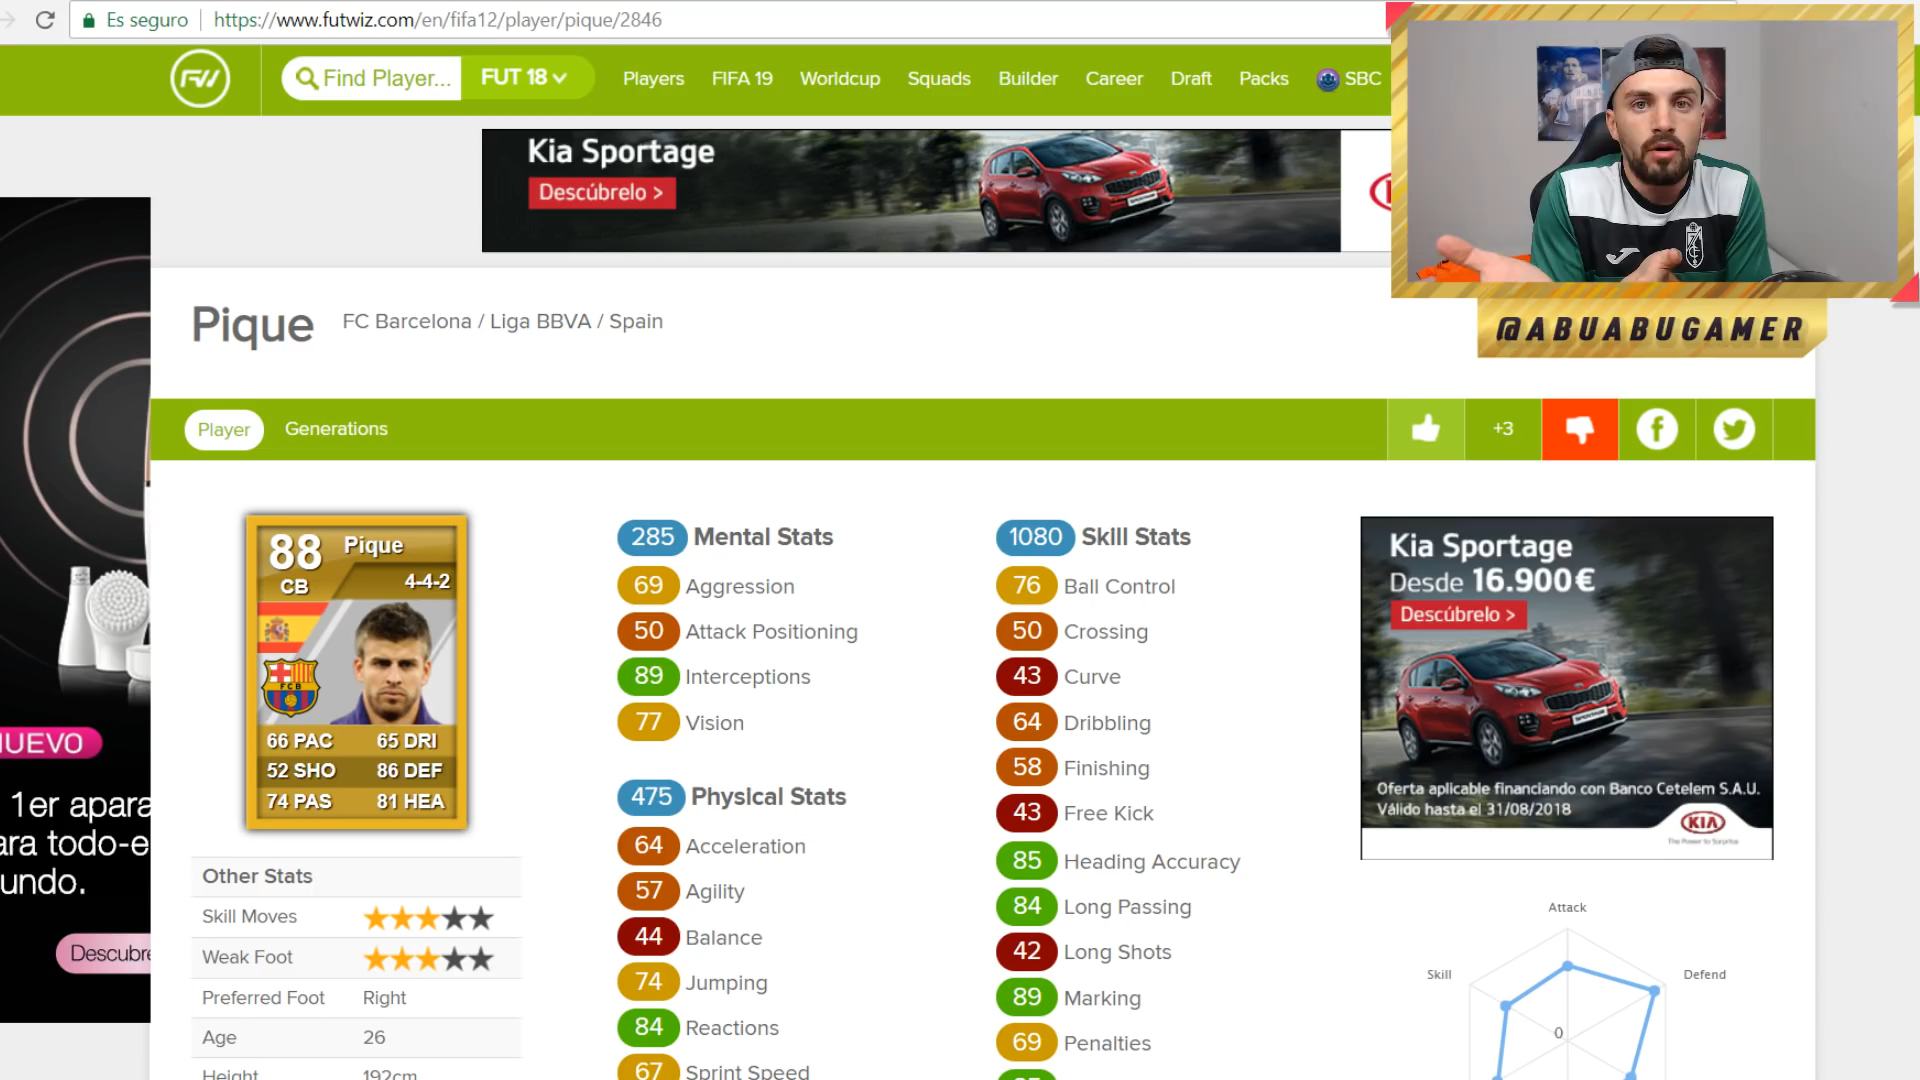 Es seguro
https://www.futwiz.com/en/fifa12/player/pique/2846
FW
Find Player...
FUT 18
Players
FIFA 19
Worldcup
Squads
Builder
Career
Draft
Packs
SBC
Kia Sportage
Descúbrelo >
@ABUABUGAMER
Pique
FC Barcelona / Liga BBVA / Spain
Player
Generations
+3
88
Pique
CB
4-4-2
FCB
66 PAC
65 DRI
52 SHO
86 DEF
74 PAS
81 HEA
Other Stats
Skill Moves
Weak Foot
Preferred Foot Right
Age 26
Height 192cm
285 Mental Stats
69 Aggression
50 Attack Positioning
89 Interceptions
77 Vision
475 Physical Stats
64 Acceleration
57 Agility
44 Balance
74 Jumping
84 Reactions
67 Sprint Speed
1080 Skill Stats
76 Ball Control
50 Crossing
43 Curve
64 Dribbling
58 Finishing
43 Free Kick
85 Heading Accuracy
84 Long Passing
42 Long Shots
89 Marking
69 Penalties
Kia Sportage
Desde 16.900€
Descúbrelo >
Oferta aplicable financiando con Banco Cetelem S.A.U.
Válido hasta el 31/08/2018
KIA
The Power to Surprise
Attack
Skill
Defend
0
NUEVO
1er apara
ara todo-e
undo.
Descubre